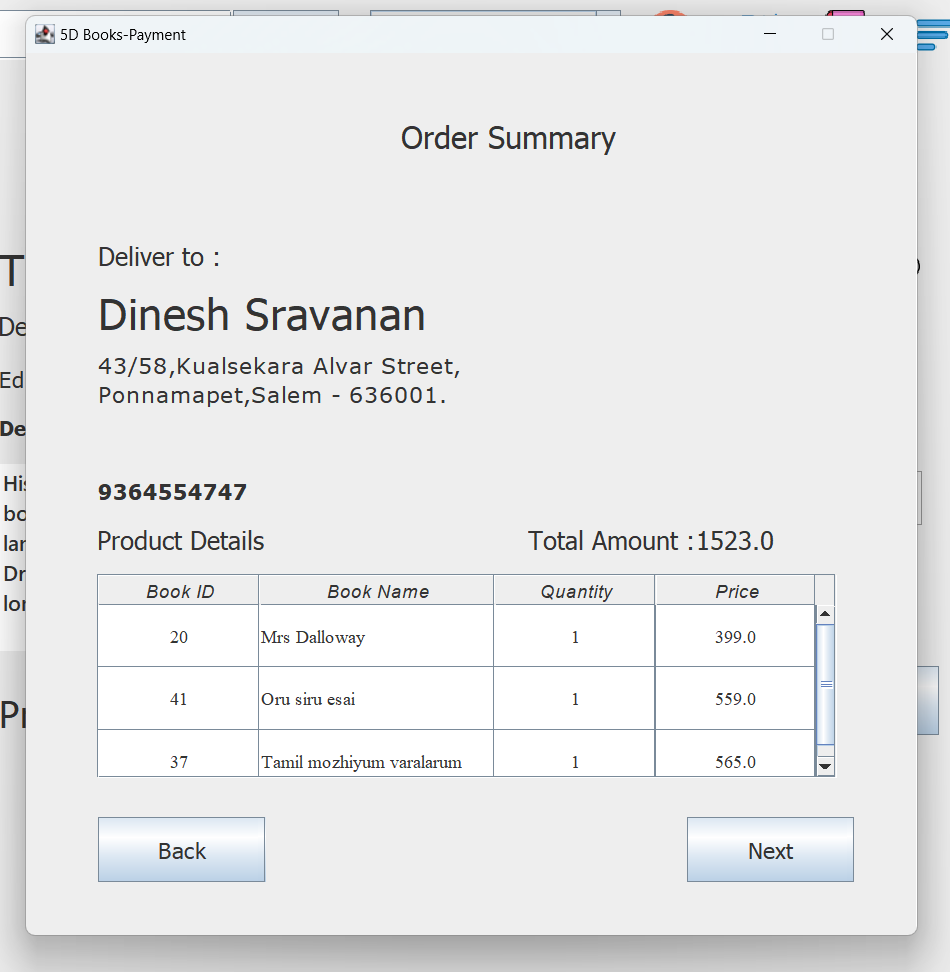 5D Books-Payment
Order Summary
Deliver to :
Dinesh Sravanan
43/58,Kualsekara Alvar Street,
Ponnamapet,Salem - 636001.
9364554747
Product Details Total Amount :1523.0
Book ID Book Name Quantity Price
20 Mrs Dalloway 1 399.0
41 Oru siru esai 1 559.0
37 Tamil mozhiyum varalarum 1 565.0
Back Next